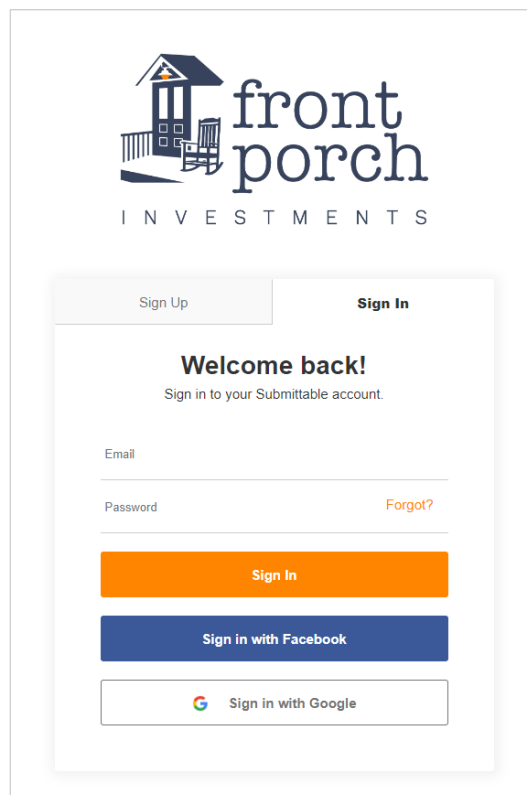 front
porch
INVESTMENTS
Sign Up
Sign In
Welcome back!
Sign in to your Submittable account.
Email
Password
Forgot?
Sign In
Sign in with Facebook
Sign in with Google